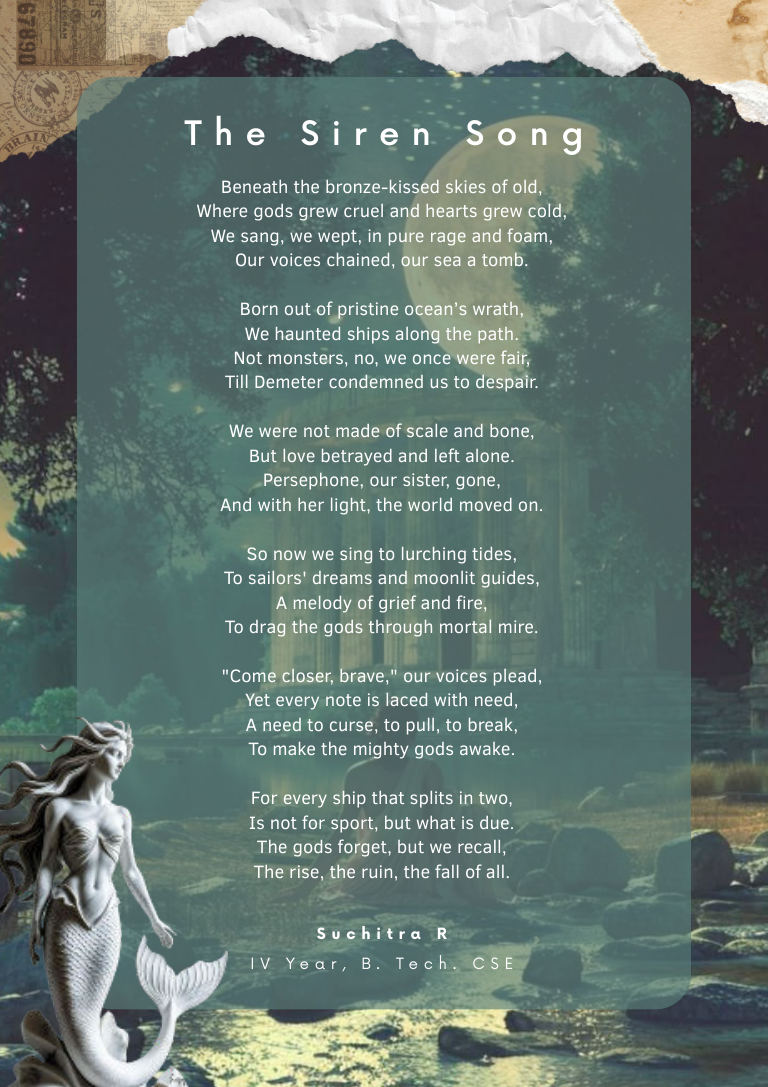 06849
BRAIL
The Siren Song
Beneath the bronze-kissed skies of old,
Where gods grew cruel and hearts grew cold,
We sang, we wept, in pure rage and foam,
Our voices chained, our sea a tomb.
Born out of pristine ocean's wrath,
We haunted ships along the path.
Not monsters, no, we once were fair,
Till Demeter condemned us to despair.
We were not made of scale and bone,
But love betrayed and left alone.
Persephone, our sister, gone,
And with her light, the world moved on.
So now we sing to lurching tides,
To sailors' dreams and moonlit guides,
A melody of grief and fire,
To drag the gods through mortal mire.
"Come closer, brave," our voices plead,
Yet every note is laced with need,
A need to curse, to pull, to break,
To make the mighty gods awake.
For every ship that splits in two,
Is not for sport, but what is due.
The gods forget, but we recall,
The rise, the ruin, the fall of all.
Suchitra R
IV Year, B. Tech. CSE